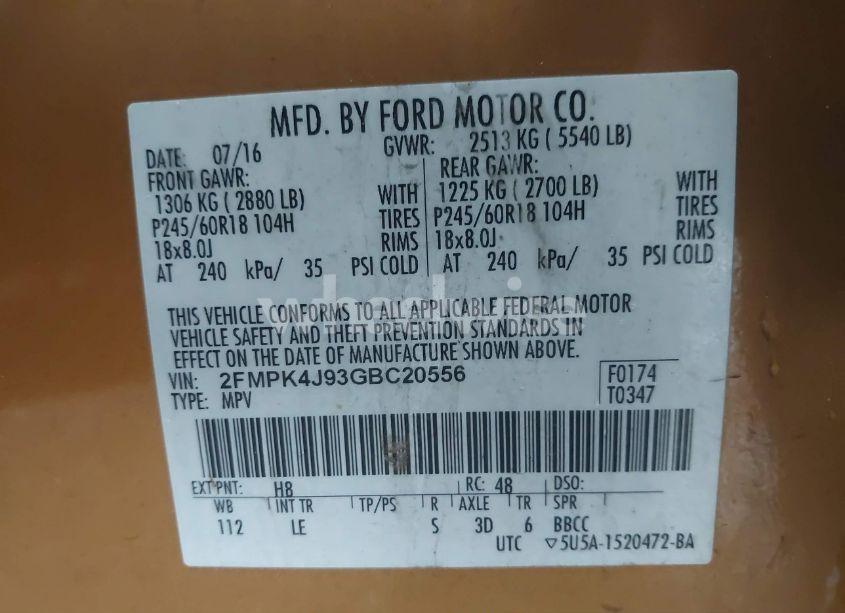 MFD. BY FORD MOTOR CO.
DATE: 07/16 GVWR: 2513 KG ( 5540 LB)
FRONT GAWR: REAR GAWR:
1306 KG ( 2880 LB) WITH 1225 KG ( 2700 LB) WITH
P245/60R18 104H TIRES P245/60R18 104H TIRES
18x8.0J RIMS 18x8.0J RIMS
AT 240 kPa/ 35 PSI COLD AT 240 kPa/ 35 PSI COLD
THIS VEHICLE CONFORMS TO ALL APPLICABLE FEDERAL MOTOR
VEHICLE SAFETY AND THEFT PREVENTION STANDARDS IN
EFFECT ON THE DATE OF MANUFACTURE SHOWN ABOVE.
VIN: 2FMPK4J93GBC20556 F0174
TYPE: MPV T0347
EXT PNT: H8 RC: 48 DSO:
WB INT TR TP/PS R AXLE TR SPR
112 LE S 3D 6 BBCC
UTC ▽5U5A-1520472-BA